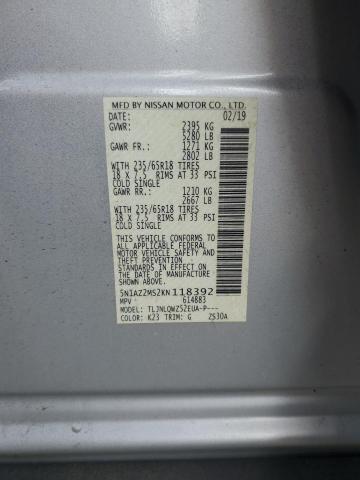 MFD BY NISSAN MOTOR CO., LTD.
DATE: 02/19
GVWR: 2395 KG
5280 LB
GAWR FR.: 1271 KG
2802 LB
WITH 235/65R18 TIRES
18 X 7.5 RIMS AT 33 PSI
COLD SINGLE
GAWR RR.: 1210 KG
2667 LB
WITH 235/65R18 TIRES
18 X 7.5 RIMS AT 33 PSI
COLD SINGLE
THIS VEHICLE CONFORMS TO
ALL APPLICABLE FEDERAL MOTOR
VEHICLE SAFETY STANDARDS IN
EFFECT ON THE DATE OF
MANUFACTURE SHOWN ABOVE.
5N1AZ2MS2KN118392
MPV 614883
MODEL: TLJNLQWZ52EUA-P---
COLOR: K23 TRIM: G Z530A